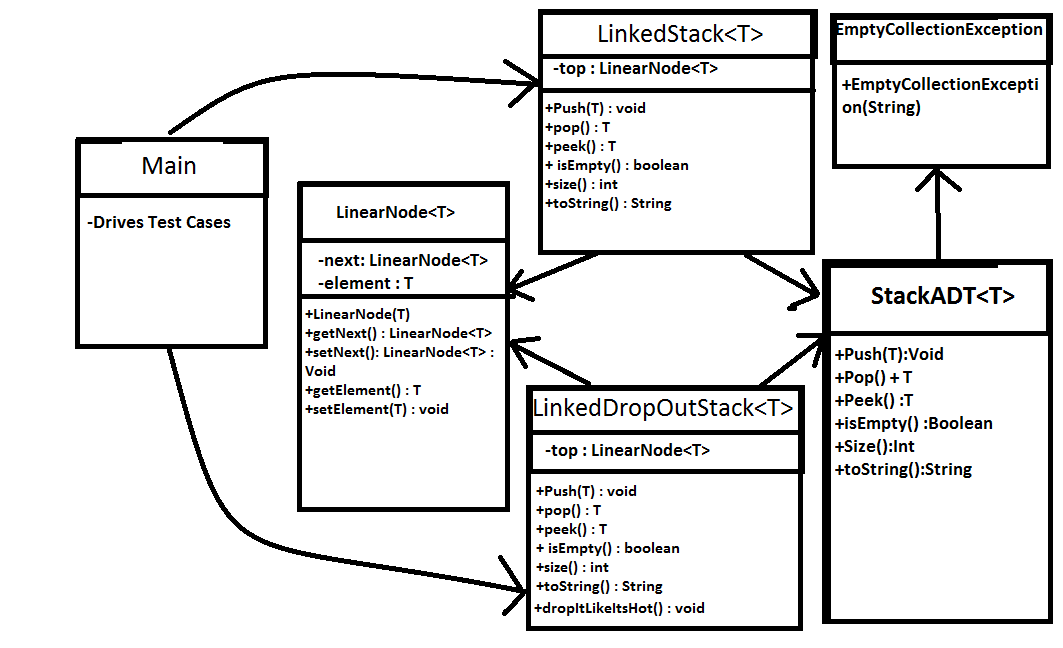 LinkedStack<T>
-top : LinearNode<T>
+Push(T) : void
+pop() : T
+peek() : T
+ isEmpty() : boolean
+size() : int
+toString() : String
EmptyCollectionException
+EmptyCollectionExcepti
on(String)
Main
-Drives Test Cases
LinearNode<T>
-next: LinearNode<T>
-element : T
+LinearNode(T)
+getNext() : LinearNode<T>
+setNext(): LinearNode<T> :
Void
+getElement() : T
+setElement(T) : void
StackADT<T>
+Push(T):Void
+Pop() + T
+Peek() :T
+isEmpty() :Boolean
+Size():Int
+toString():String
LinkedDropOutStack<T>
-top : LinearNode<T>
+Push(T) : void
+pop() : T
+peek() : T
+ isEmpty() : boolean
+size() : int
+toString() : String
+dropItLikeItsHot() : void